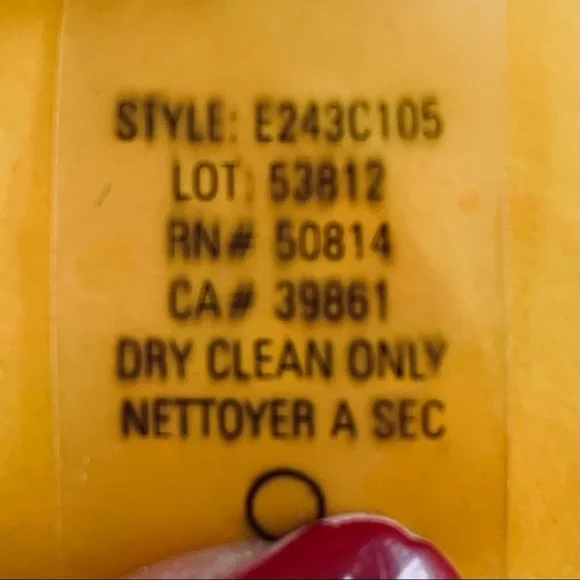 STYLE: E243C105
LOT: 53812
RN# 50814
CA# 39861
DRY CLEAN ONLY
NETTOYER A SEC